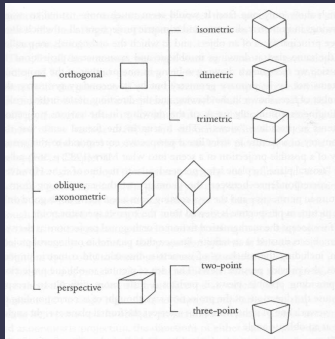 isometric
orthogonal
dimetric
trimetric
oblique,
axonometric
two-point
perspective
three-point